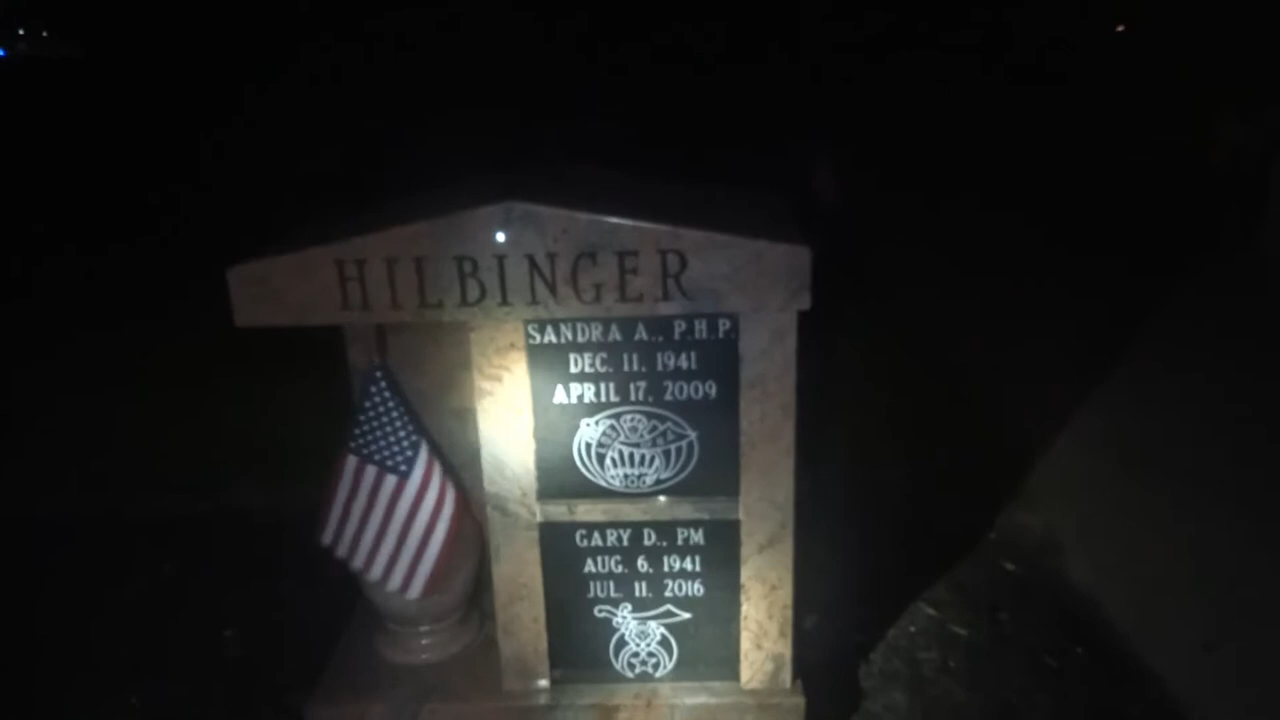 HILBINGER
SANDRA A., P.H.P.
DEC. 11, 1941
APRIL 17, 2009
GARY D., PM
AUG. 6, 1941
JUL. 11, 2016